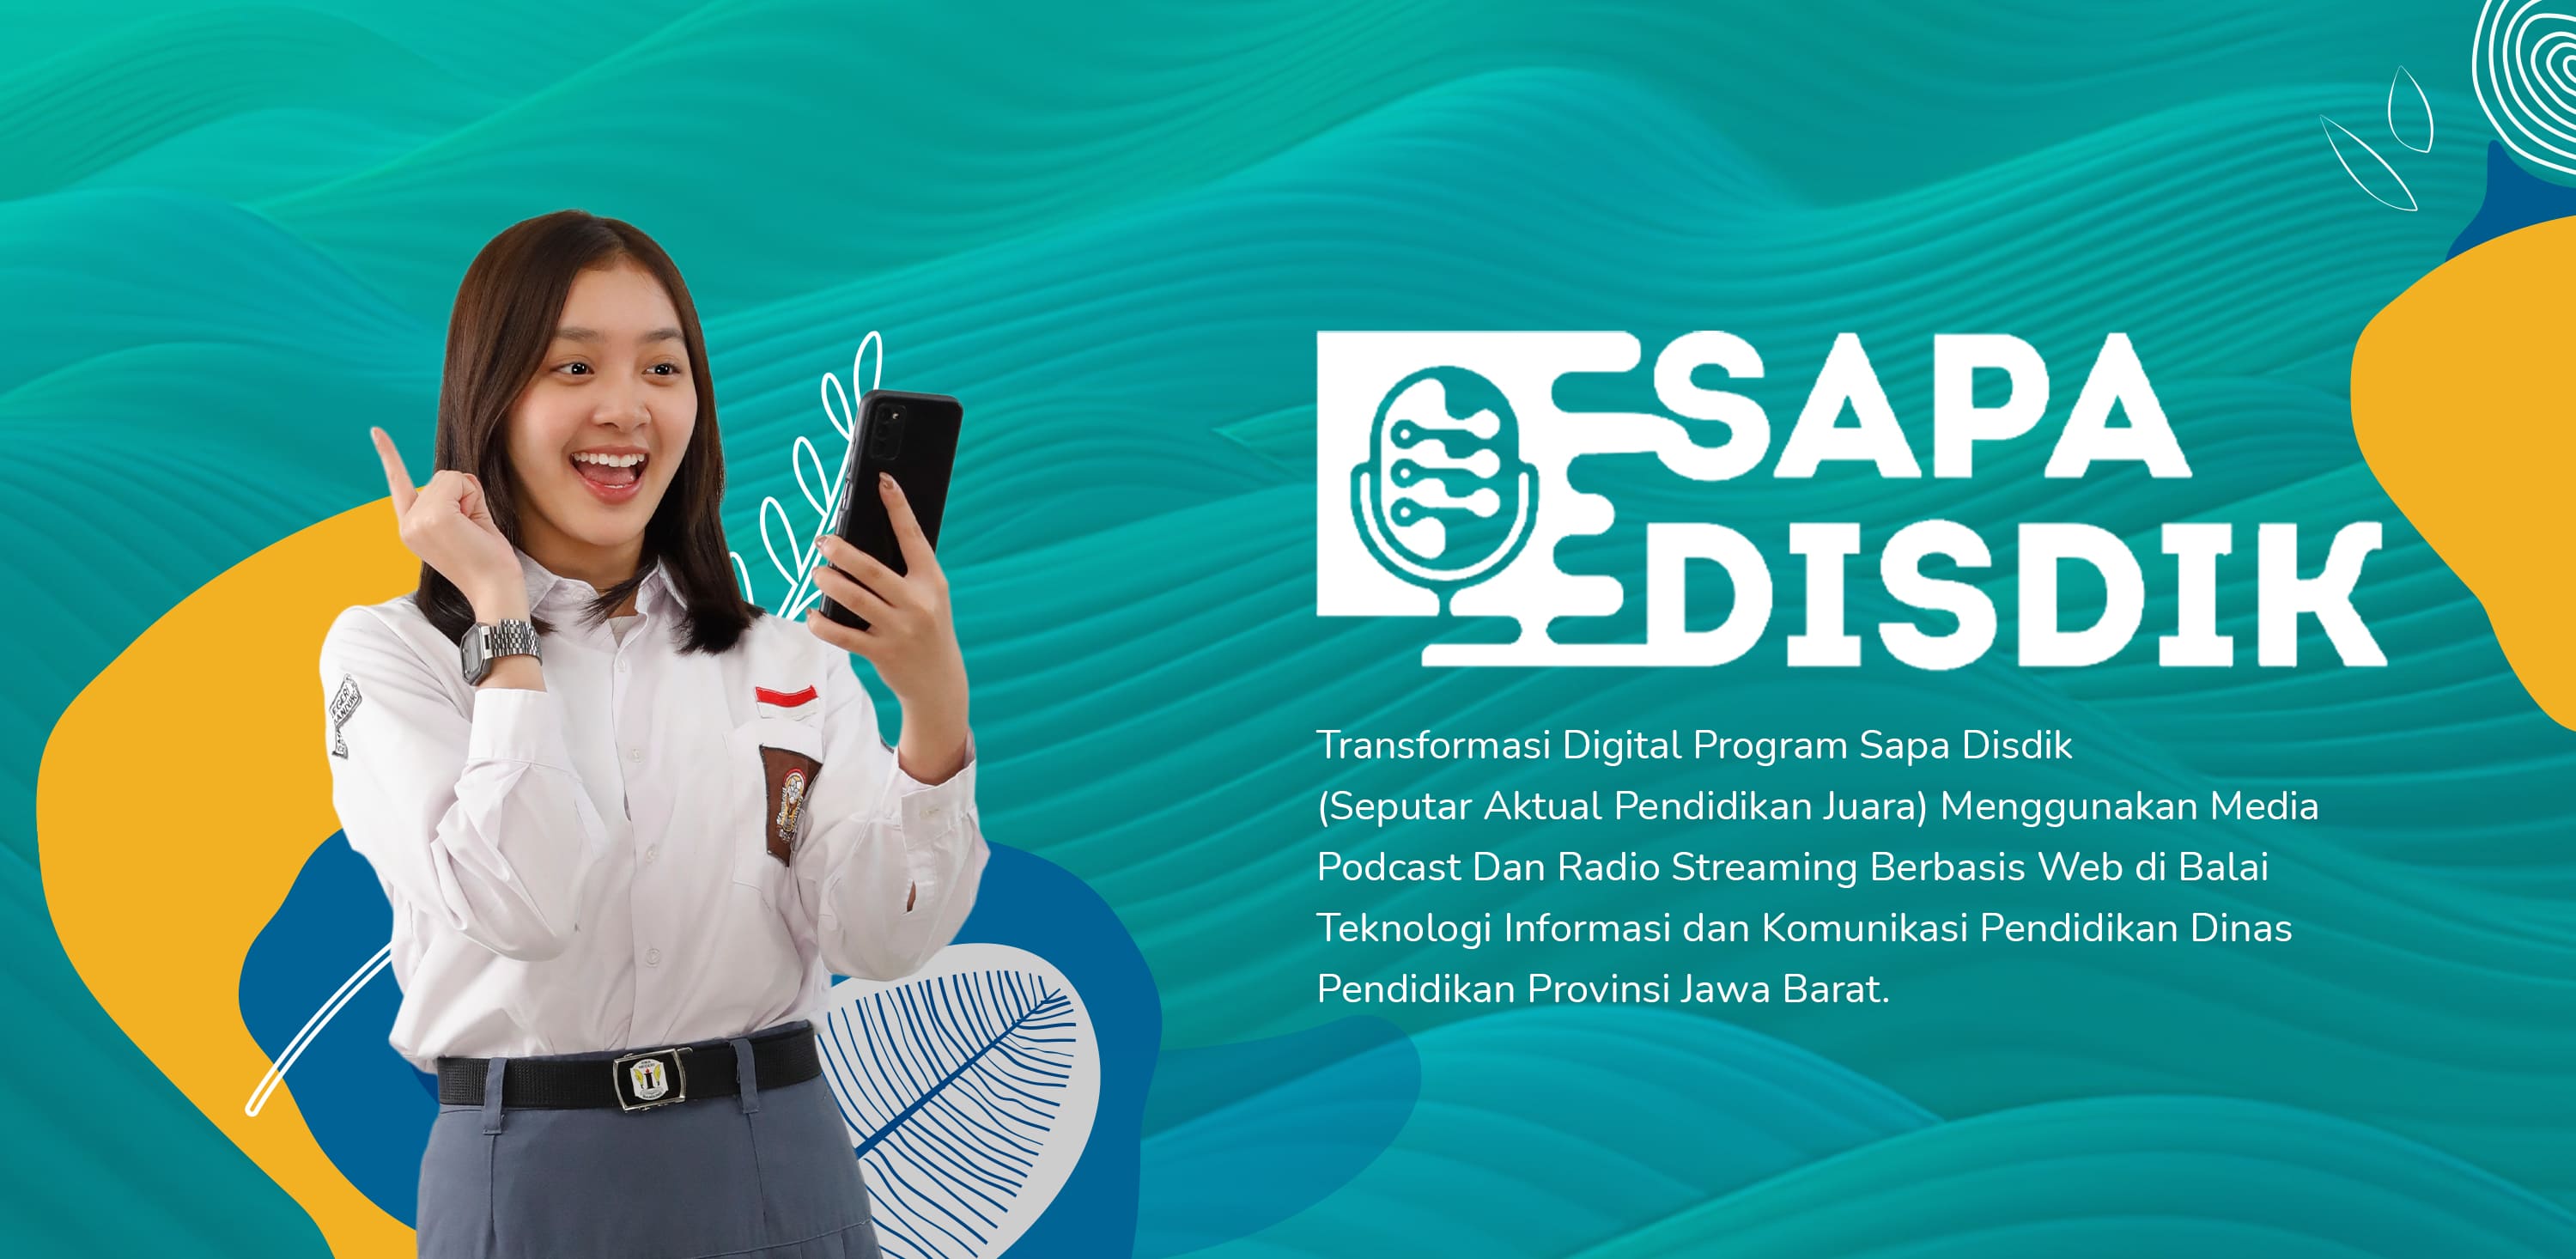 SAPA
DISDIK
Transformasi Digital Program Sapa Disdik
(Seputar Aktual Pendidikan Juara) Menggunakan Media
Podcast Dan Radio Streaming Berbasis Web di Balai
Teknologi Informasi dan Komunikasi Pendidikan Dinas
Pendidikan Provinsi Jawa Barat.